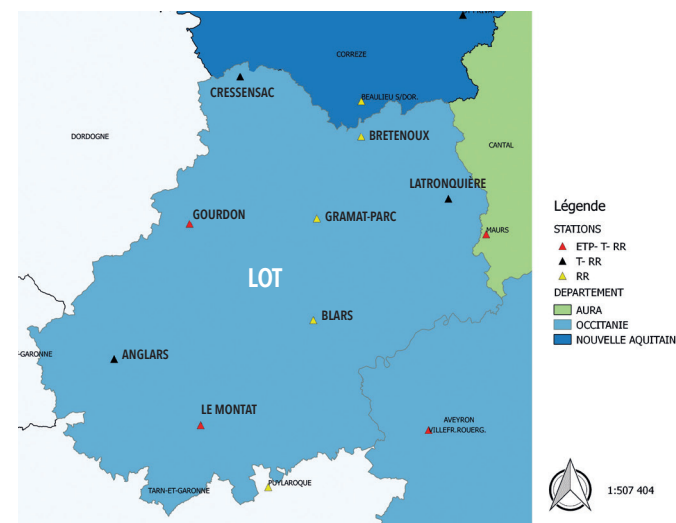 CORREZE
CRESSENSAC
BEAULIEU S/DOR.
DORDOGNE
BRETENOUX
CANTAL
LATRONQUIÈRE
GOURDON
GRAMAT-PARC
MAURS
LOT
BLARS
-GARONNE
ANGLARS
LE MONTAT
AVEYRON
VILLEFR.ROUERG.
PUYLAROQUE
TARN-ET-GARONNE
Légende
STATIONS
ETP- T- RR
T- RR
RR
DEPARTEMENT
AURA
OCCITANIE
NOUVELLE AQUITAIN
1:507 404